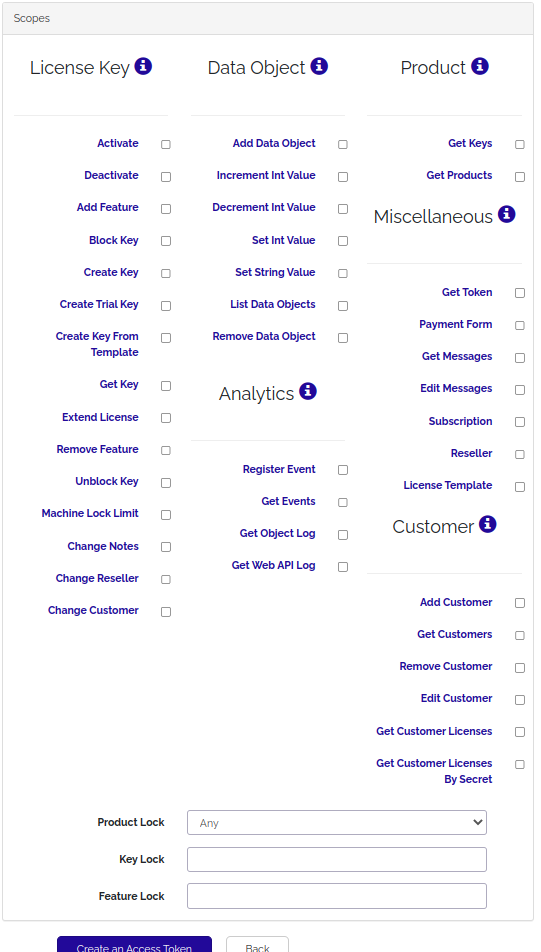 Scopes
License Key
Activate
Deactivate
Add Feature
Block Key
Create Key
Create Trial Key
Create Key From
Template
Get Key
Extend License
Remove Feature
Unblock Key
Machine Lock Limit
Change Notes
Change Reseller
Change Customer
Data Object
Add Data Object
Increment Int Value
Decrement Int Value
Set Int Value
Set String Value
List Data Objects
Remove Data Object
Analytics
Register Event
Get Events
Get Object Log
Get Web API Log
Product
Get Keys
Get Products
Miscellaneous
Get Token
Payment Form
Get Messages
Edit Messages
Subscription
Reseller
License Template
Customer
Add Customer
Get Customers
Remove Customer
Edit Customer
Get Customer Licenses
Get Customer Licenses
By Secret
Product Lock
Any
Key Lock
Feature Lock
Create an Access Token
Back